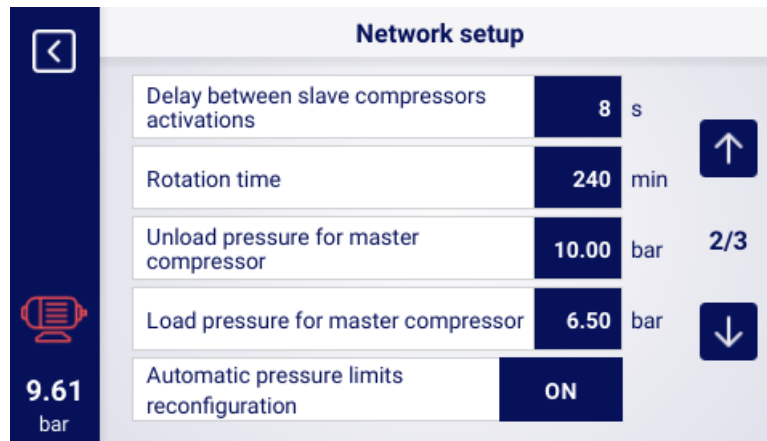 Network setup
Delay between slave compressors
activations
8 s
Rotation time
240 min
Unload pressure for master
compressor
10.00 bar
2/3
Load pressure for master compressor
6.50 bar
Automatic pressure limits
reconfiguration
ON
9.61
bar